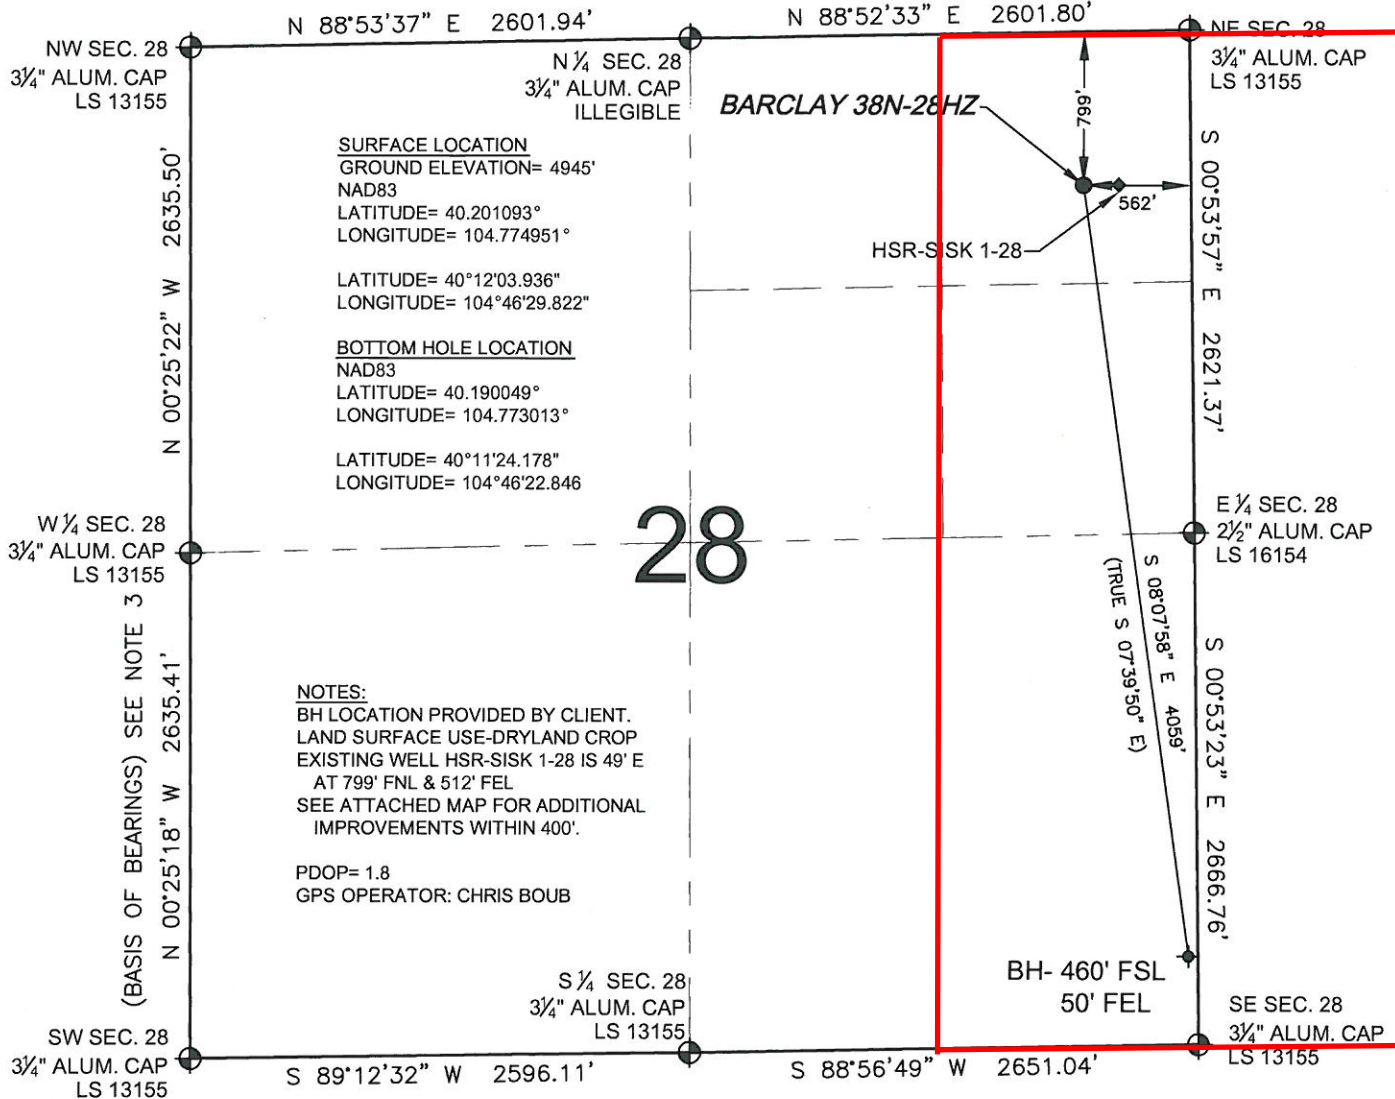 N 88°53'37" E 2601.94'
N 88°52'33" E 2601.80'
NW SEC. 28
3¼" ALUM. CAP
LS 13155
N ¼ SEC. 28
3¼" ALUM. CAP
ILLEGIBLE
NE SEC. 28
3¼" ALUM. CAP
LS 13155
BARCLAY 38N-28HZ
799'
562'
HSR-SISK 1-28
SURFACE LOCATION
GROUND ELEVATION= 4945'
NAD83
LATITUDE= 40.201093°
LONGITUDE= 104.774951°
LATITUDE= 40°12'03.936"
LONGITUDE= 104°46'29.822"
BOTTOM HOLE LOCATION
NAD83
LATITUDE= 40.190049°
LONGITUDE= 104.773013°
LATITUDE= 40°11'24.178"
LONGITUDE= 104°46'22.846
N 00°25'22" W 2635.50'
S 00°53'57" E 2621.37'
W ¼ SEC. 28
3¼" ALUM. CAP
LS 13155
28
E ¼ SEC. 28
2½" ALUM. CAP
LS 16154
S 08°07'58" E 4059'
(TRUE S 07°39'50" E)
(BASIS OF BEARINGS) SEE NOTE 3
N 00°25'18" W 2635.41'
S 00°53'23" E 2666.76'
NOTES:
BH LOCATION PROVIDED BY CLIENT.
LAND SURFACE USE-DRYLAND CROP
EXISTING WELL HSR-SISK 1-28 IS 49' E
AT 799' FNL & 512' FEL
SEE ATTACHED MAP FOR ADDITIONAL
IMPROVEMENTS WITHIN 400'.
PDOP= 1.8
GPS OPERATOR: CHRIS BOUB
BH- 460' FSL
50' FEL
SW SEC. 28
3¼" ALUM. CAP
LS 13155
S ¼ SEC. 28
3¼" ALUM. CAP
LS 13155
SE SEC. 28
3¼" ALUM. CAP
LS 13155
S 89°12'32" W 2596.11'
S 88°56'49" W 2651.04'